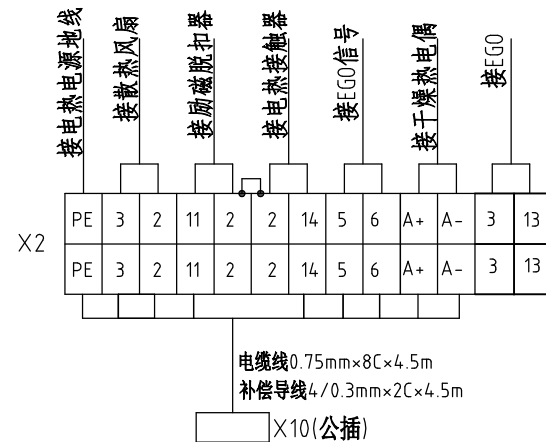 接电热电源地线
接散热风扇
接励磁脱扣器
接电热接触器
接EGO信号
接干燥热电偶
接EGO
X2
PE 3 2 11 2 2 14 5 6 A+ A- 3 13
PE 3 2 11 2 2 14 5 6 A+ A- 3 13
电缆线0.75mm×8C×4.5m
补偿导线4/0.3mm×2C×4.5m
X10(公插)